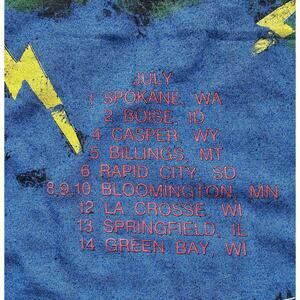 JULY
1 SPOKANE, WA
2 BOISE, ID
4 CASPER, WY
5 BILLINGS, MT
6 RAPID CITY, SD
8,9,10 BLOOMINGTON, MN
12 LA CROSSE, WI
13 SPRINGFIELD, IL
14 GREEN BAY, WI